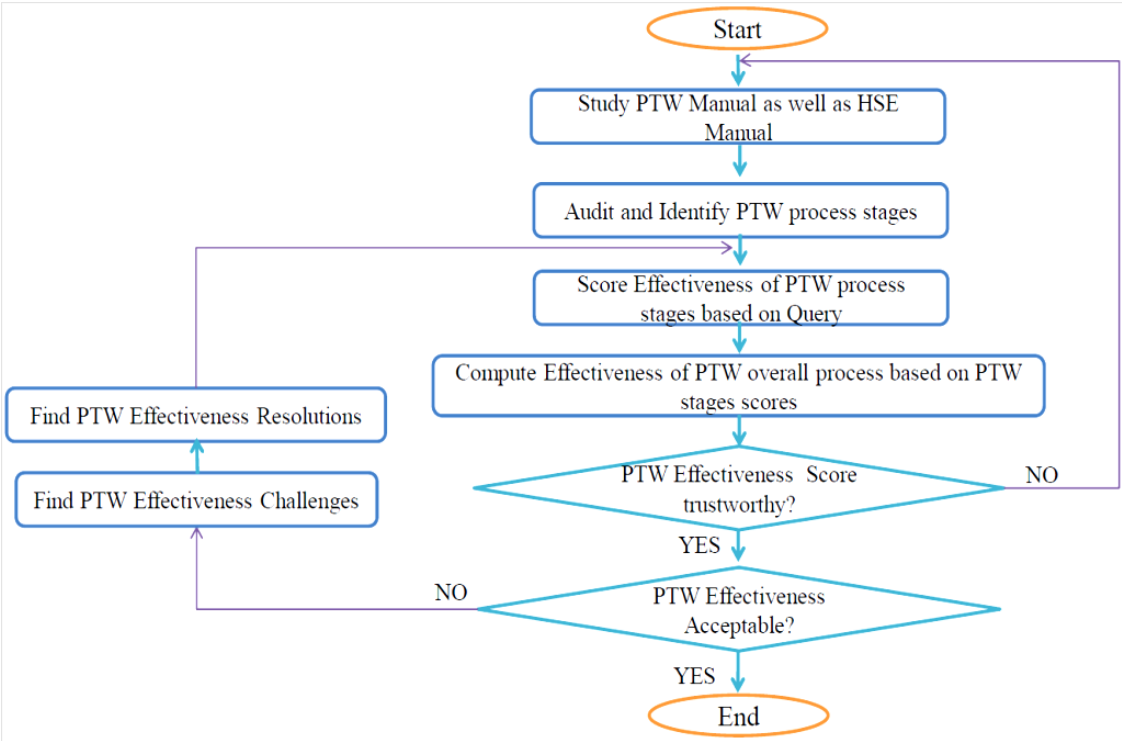 Start
Study PTW Manual as well as HSE
Manual
Audit and Identify PTW process stages
Score Effectiveness of PTW process
stages based on Query
Compute Effectiveness of PTW overall process based on PTW
stages scores
Find PTW Effectiveness Resolutions
Find PTW Effectiveness Challenges
PTW Effectiveness Score
trustworthy?
NO
YES
NO
PTW Effectiveness
Acceptable?
YES
End